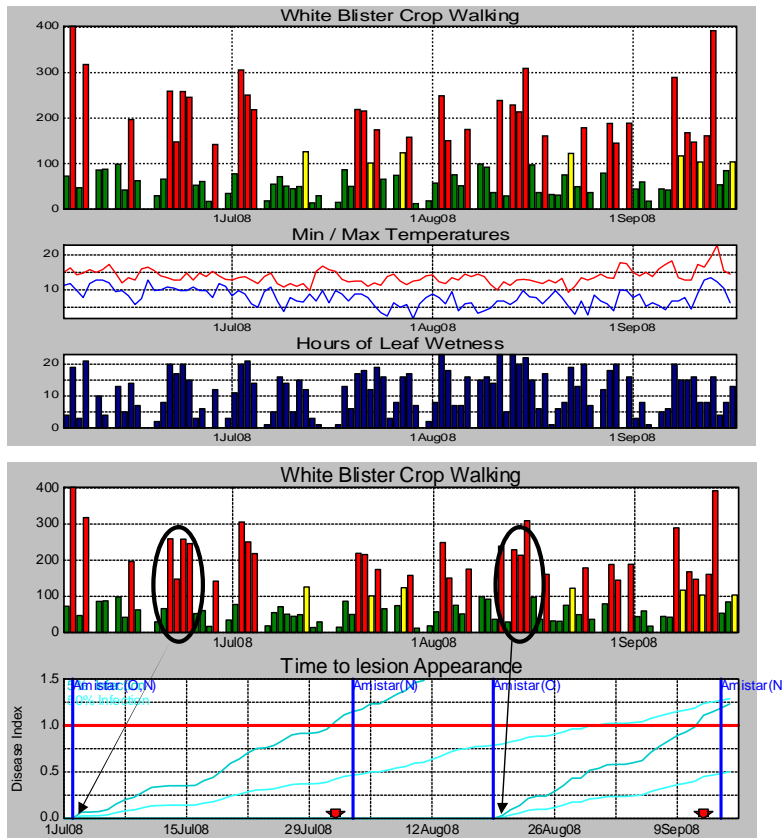 White Blister Crop Walking
400
300
200
100
0
1Jul08 1Aug08 1Sep08
Min / Max Temperatures
20
10
1Jul08 1Aug08 1Sep08
Hours of Leaf Wetness
20
10
0
1Jul08 1Aug08 1Sep08
White Blister Crop Walking
400
300
200
100
0
1Jul08 1Aug08 1Sep08
Time to lesion Appearance
1.5
Amistar(O,N) Amistar(N) Amistar(O) Amistar(N
% Infection
1.0
0.5
0.0
Disease Index
1Jul08 15Jul08 29Jul08 12Aug08 26Aug08 9Sep08